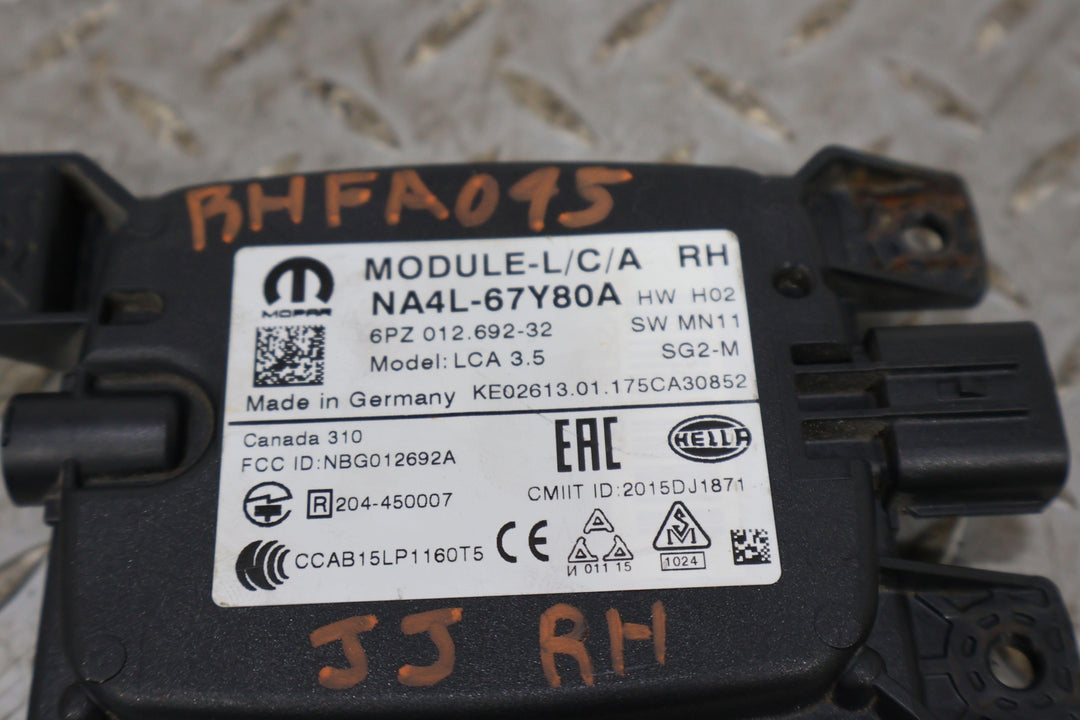 RHFA045
MOPAR
MODULE-L/C/A RH
NA4L-67Y80A HW H02
6PZ 012.692-32 SW MN11
Model: LCA 3.5 SG2-M
Made in Germany KE02613.01.175CA30852
Canada 310
FCC ID:NBG012692A
EAC
HELLA
R 204-450007
CMIIT ID:2015DJ1871
CCAB15LP1160T5
CE
И 011 15
S
M
1024
JJ RH